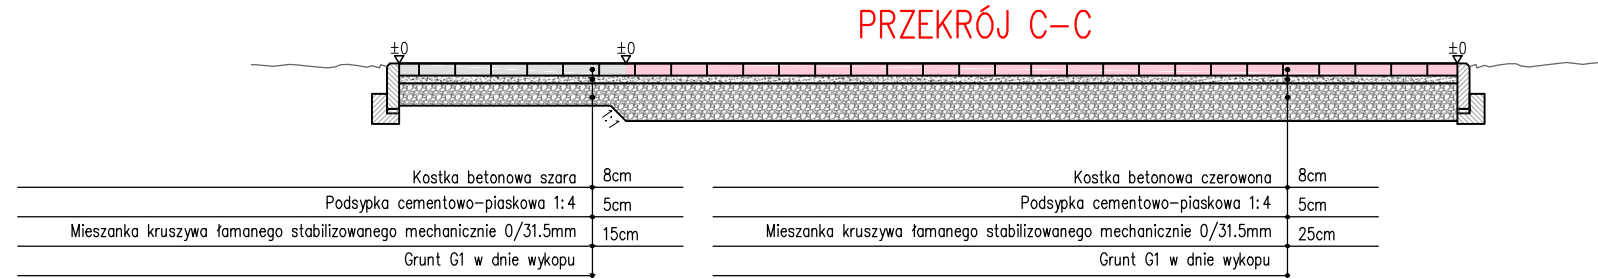 PRZEKRÓJ C-C
±0 ±0 ±0
1:1
Kostka betonowa szara 8cm
Podsypka cementowo-piaskowa 1:4 5cm
Mieszanka kruszywa łamanego stabilizowanego mechanicznie 0/31.5mm 15cm
Grunt G1 w dnie wykopu
Kostka betonowa czerowona 8cm
Podsypka cementowo-piaskowa 1:4 5cm
Mieszanka kruszywa łamanego stabilizowanego mechanicznie 0/31.5mm 25cm
Grunt G1 w dnie wykopu